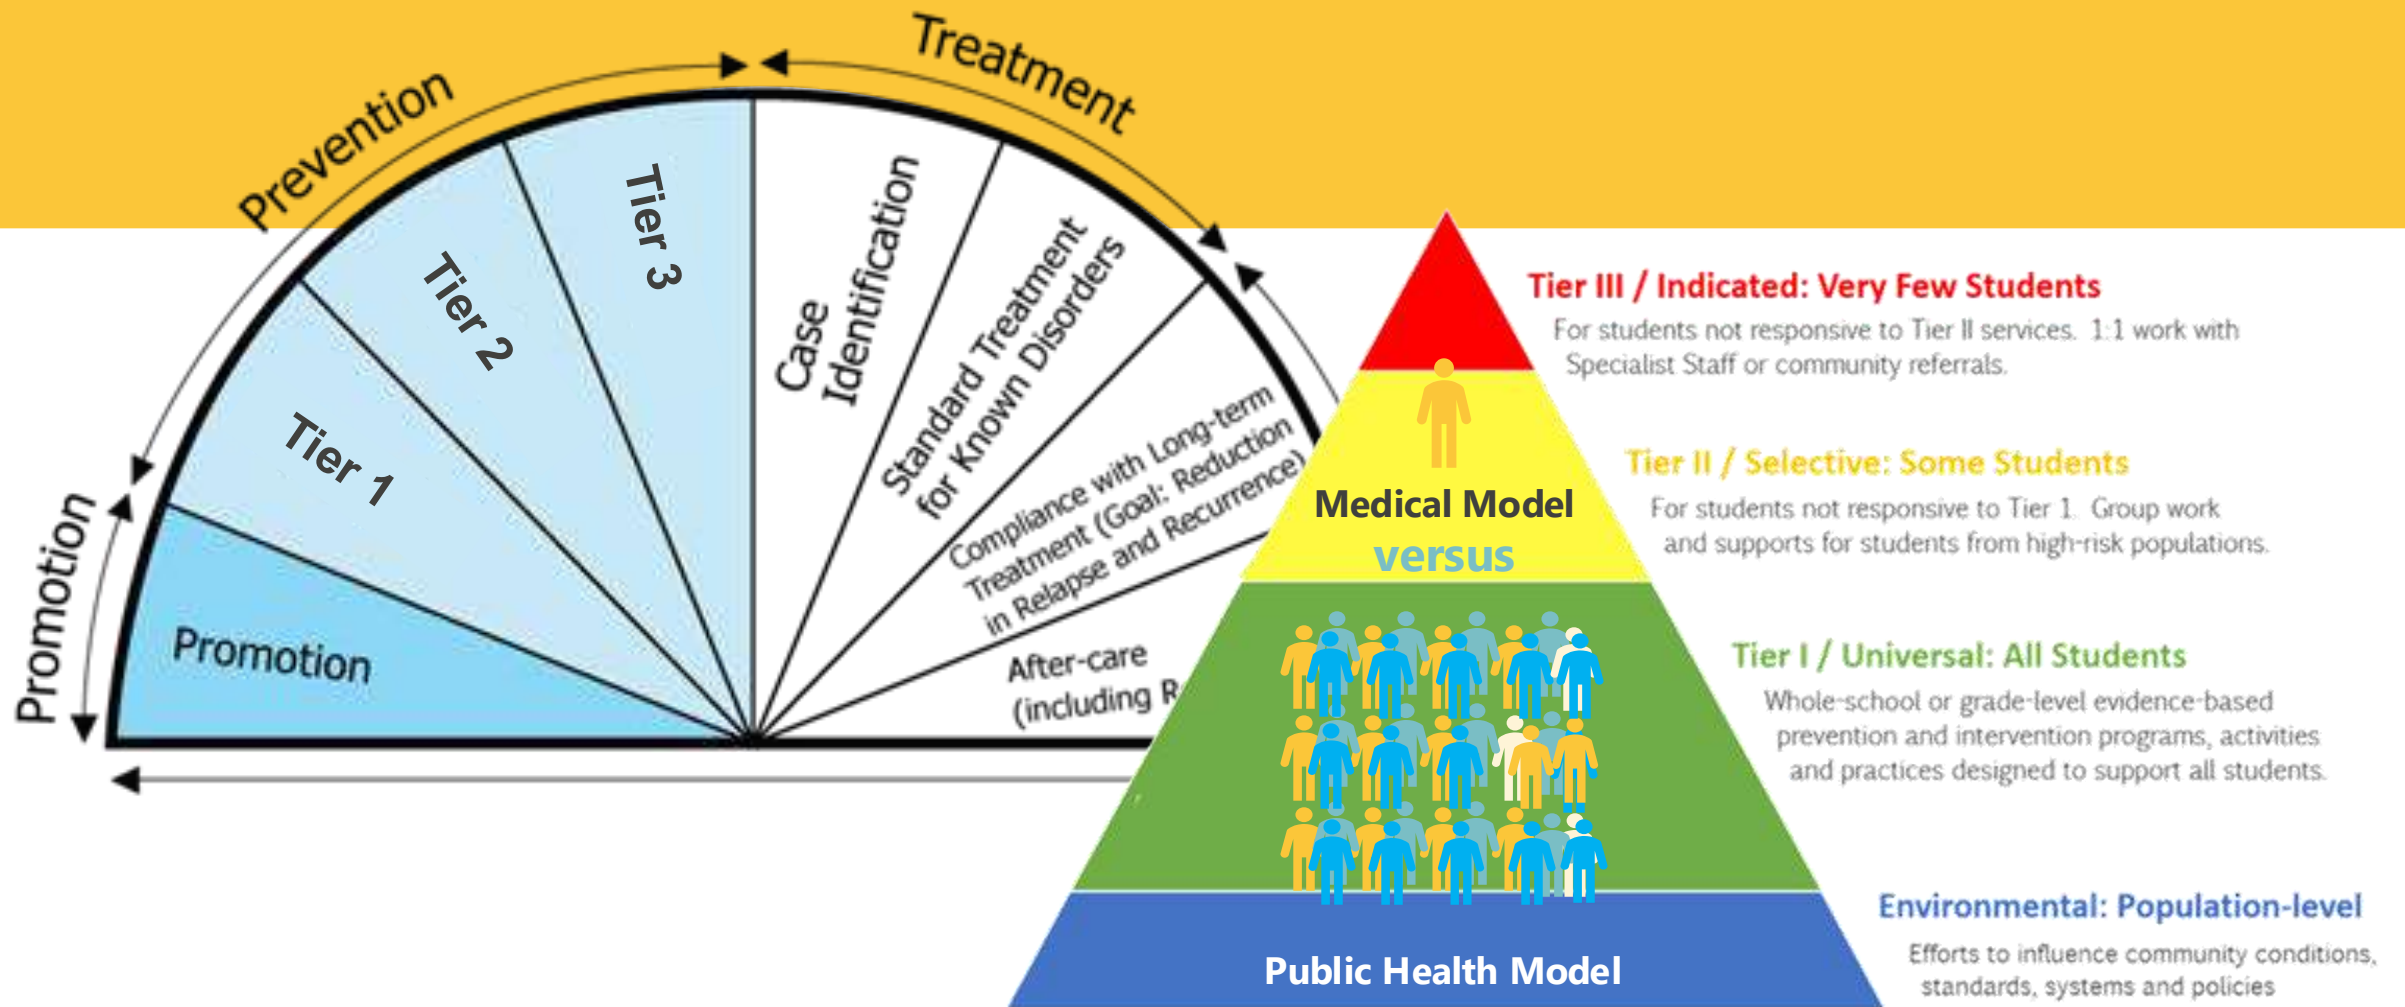 Treatment
Prevention
Promotion
Promotion
Tier 1
Tier 2
Tier 3
Case
Identification
Standard Treatment
for Known Disorders
Compliance with Long-term
Treatment (Goal: Reduction
in Relapse and Recurrence)
After-care
(including R
Medical Model
versus
Public Health Model
Tier III / Indicated: Very Few Students
For students not responsive to Tier II services. 1:1 work with
Specialist Staff or community referrals.
Tier II / Selective: Some Students
For students not responsive to Tier 1. Group work
and supports for students from high-risk populations.
Tier I / Universal: All Students
Whole-school or grade-level evidence-based
prevention and intervention programs, activities
and practices designed to support all students.
Environmental: Population-level
Efforts to influence community conditions,
standards, systems and policies